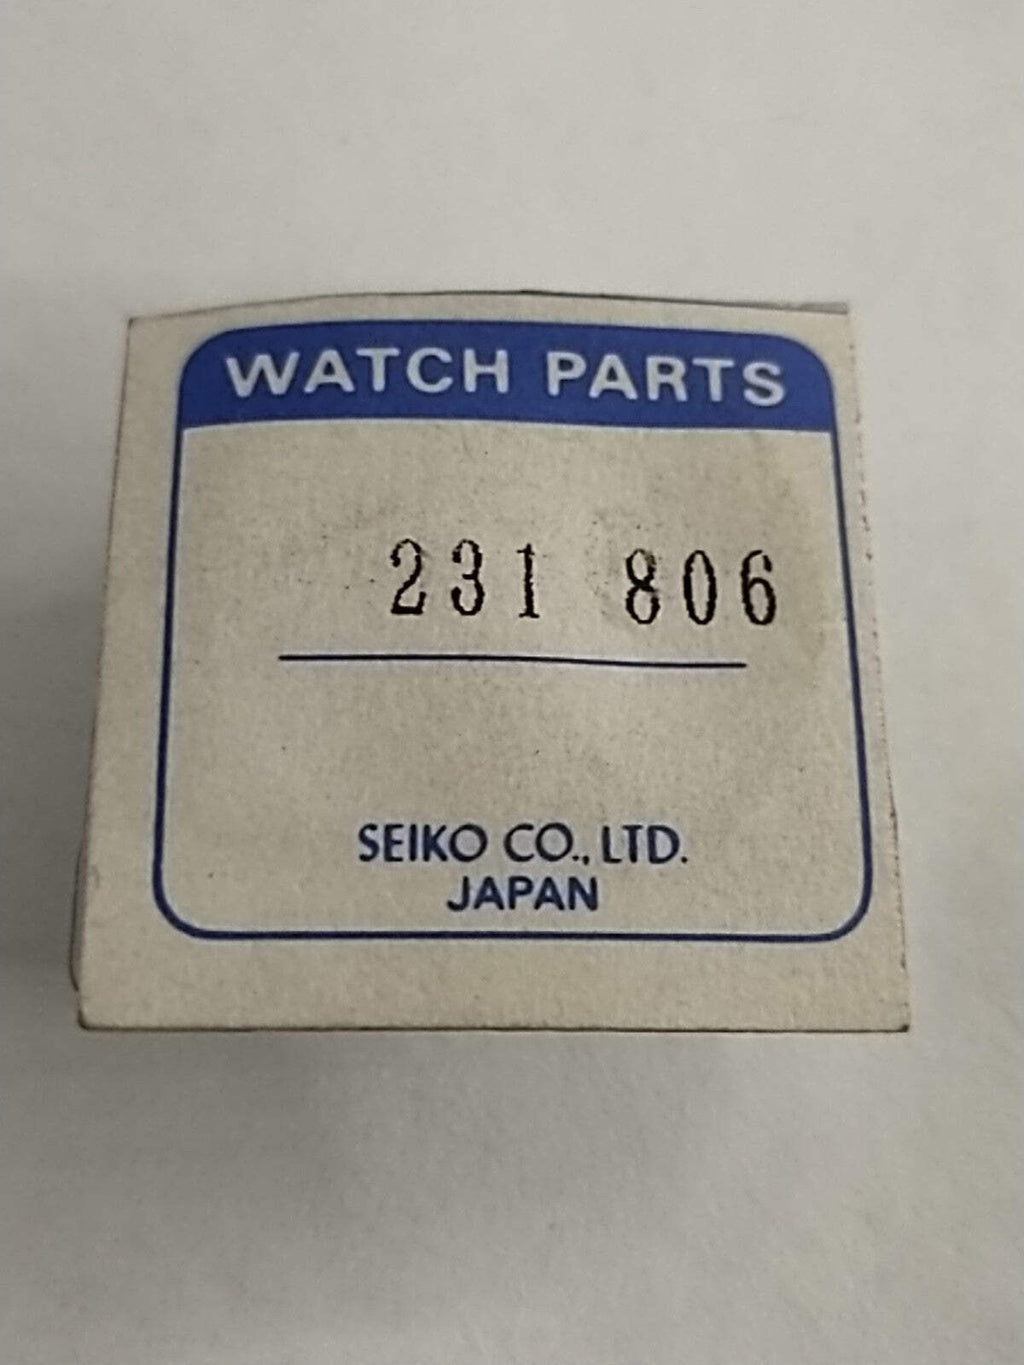 WATCH PARTS
231 806
SEIKO CO., LTD.
JAPAN